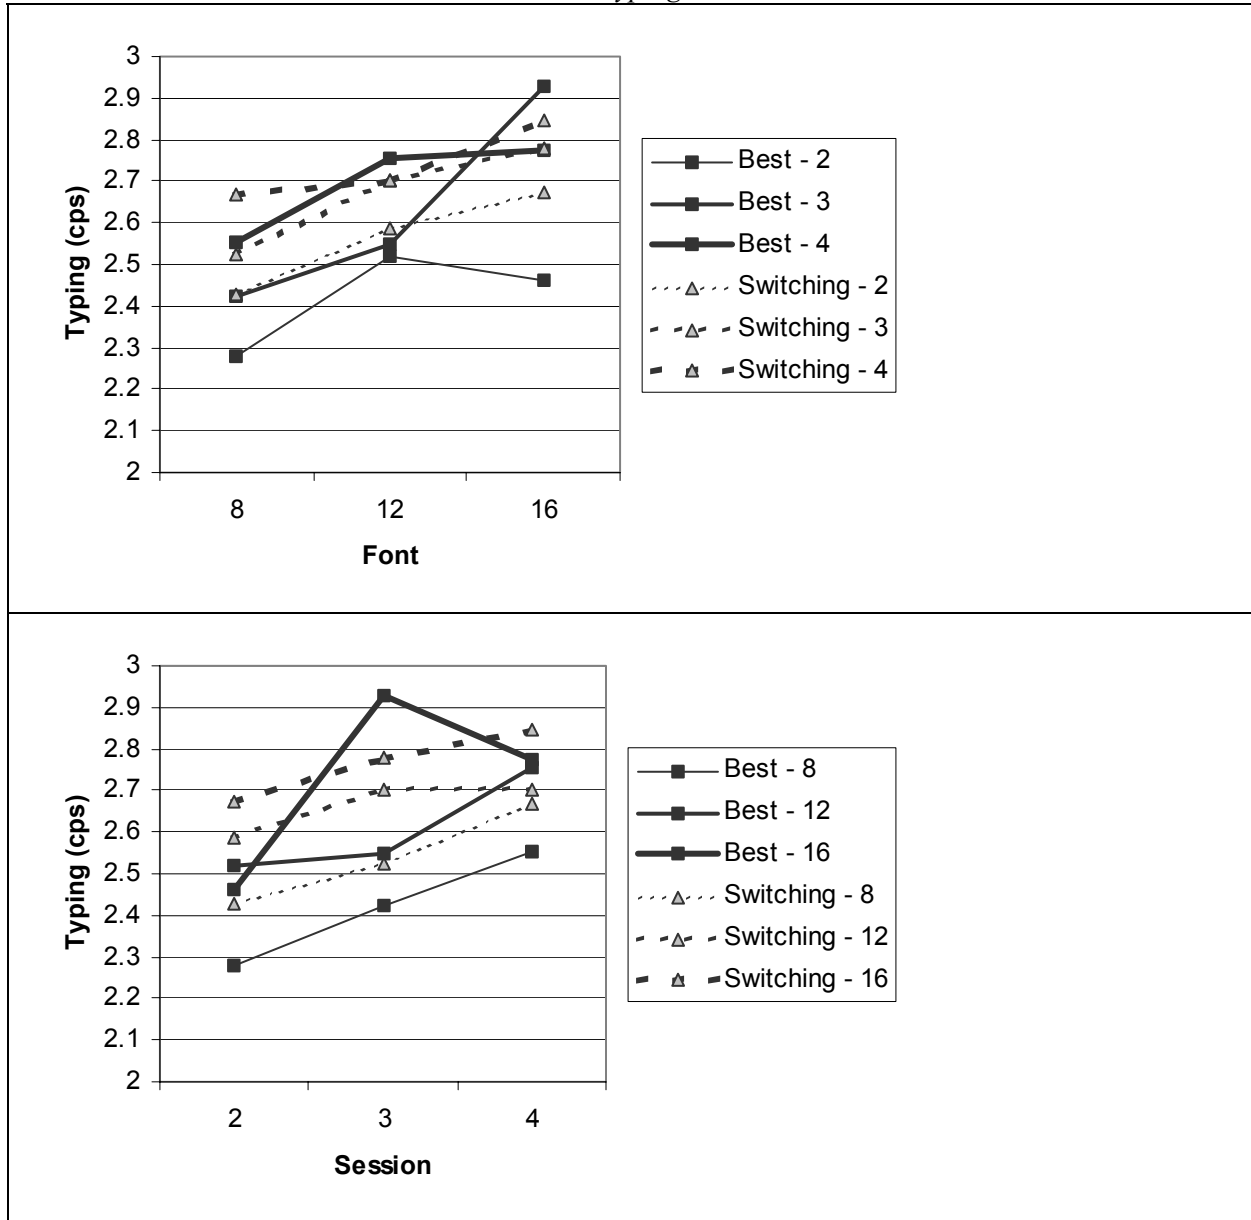 Typing
3
2.9
2.8
2.7
2.6
2.5
2.4
2.3
2.2
2.1
2
Typing (cps)
8 12 16
Font
Best - 2
Best - 3
Best - 4
Switching - 2
Switching - 3
Switching - 4
3
2.9
2.8
2.7
2.6
2.5
2.4
2.3
2.2
2.1
2
Typing (cps)
2 3 4
Session
Best - 8
Best - 12
Best - 16
Switching - 8
Switching - 12
Switching - 16